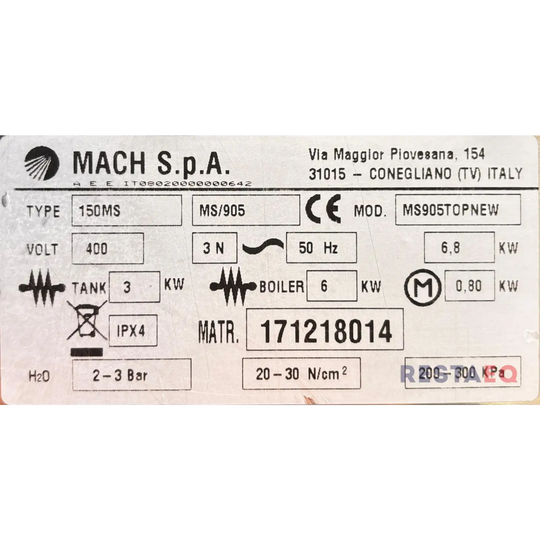 MACH S.p.A.
Via Maggior Piovesana, 154
A E E. IT08020000000642
31015 - CONEGLIANO (TV) ITALY
TYPE 150MS MS/905 CE MOD. MS905TOPNEW
VOLT 400 3 N 50 Hz 6,8 KW
TANK 3 KW BOILER 6 KW M 0,80 KW
IPX4 MATR. 171218014
H2O 2-3 Bar 20-30 N/cm² 200-300 KPa
RESTAEQ